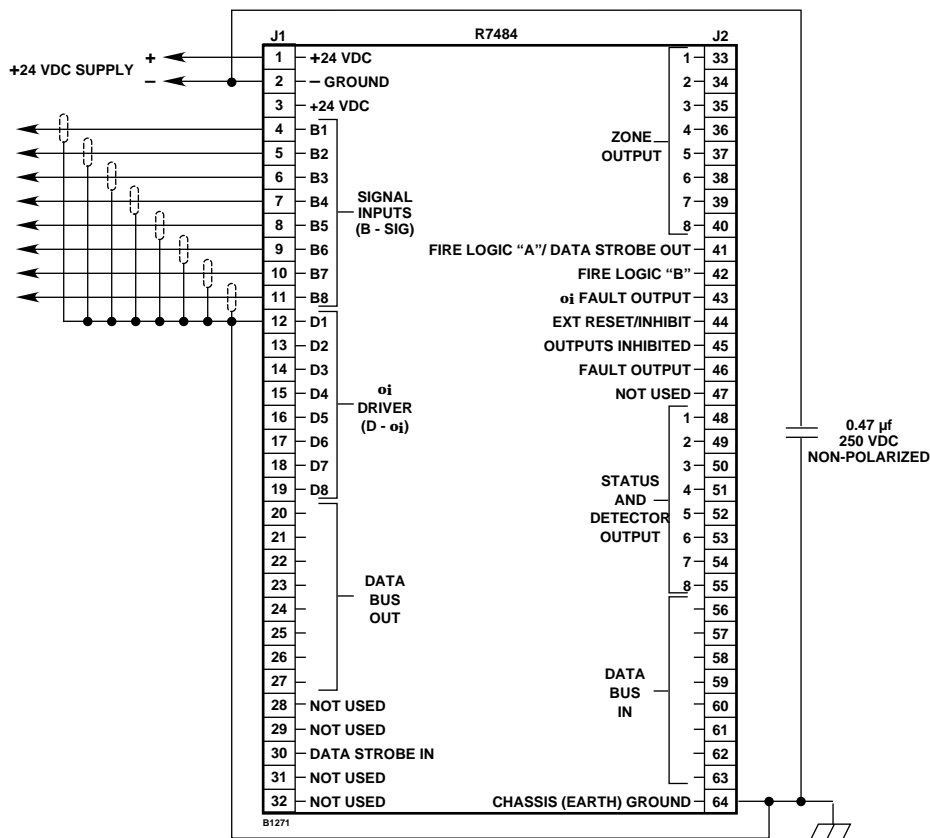 J1
R7484
J2
+24 VDC SUPPLY
+
−
1 +24 VDC
2 − GROUND
3 +24 VDC
4 B1
5 B2
6 B3
7 B4
8 B5
9 B6
10 B7
11 B8
SIGNAL
INPUTS
(B - SIG)
12 D1
13 D2
14 D3
15 D4
16 D5
17 D6
18 D7
19 D8
oi
DRIVER
(D - oi)
20
21
22
23
24
25
26
27
DATA
BUS
OUT
28 NOT USED
29 NOT USED
30 DATA STROBE IN
31 NOT USED
32 NOT USED
B1271
1 33
2 34
3 35
4 36
5 37
6 38
7 39
8 40
ZONE
OUTPUT
FIRE LOGIC “A”/ DATA STROBE OUT 41
FIRE LOGIC “B” 42
oi FAULT OUTPUT 43
EXT RESET/INHIBIT 44
OUTPUTS INHIBITED 45
FAULT OUTPUT 46
NOT USED 47
1 48
2 49
3 50
4 51
5 52
6 53
7 54
8 55
STATUS
AND
DETECTOR
OUTPUT
56
57
58
59
60
61
62
63
DATA
BUS
IN
CHASSIS (EARTH) GROUND 64
0.47 µf
250 VDC
NON-POLARIZED